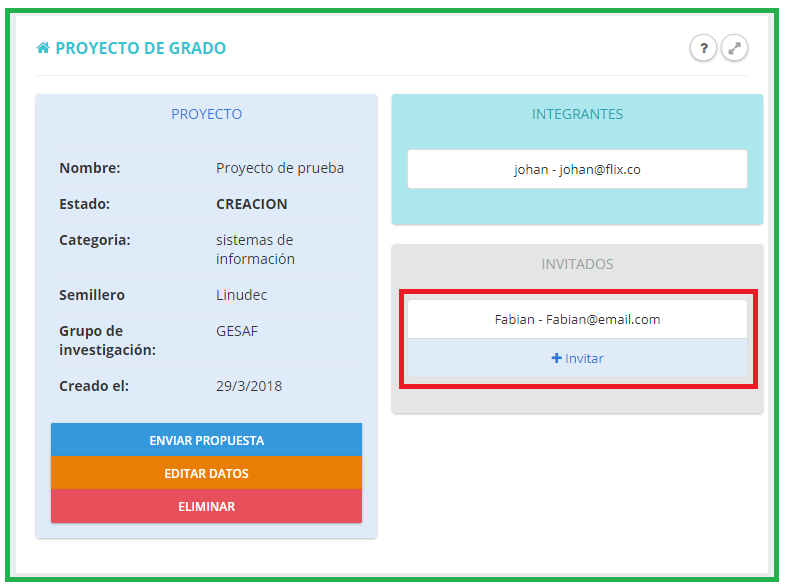 PROYECTO DE GRADO
?
PROYECTO
Nombre: Proyecto de prueba
Estado: CREACION
Categoria: sistemas de
información
Semillero Linudec
Grupo de GESAF
investigación:
Creado el: 29/3/2018
ENVIAR PROPUESTA
EDITAR DATOS
ELIMINAR
INTEGRANTES
johan - johan@flix.co
INVITADOS
Fabian - Fabian@email.com
+ Invitar